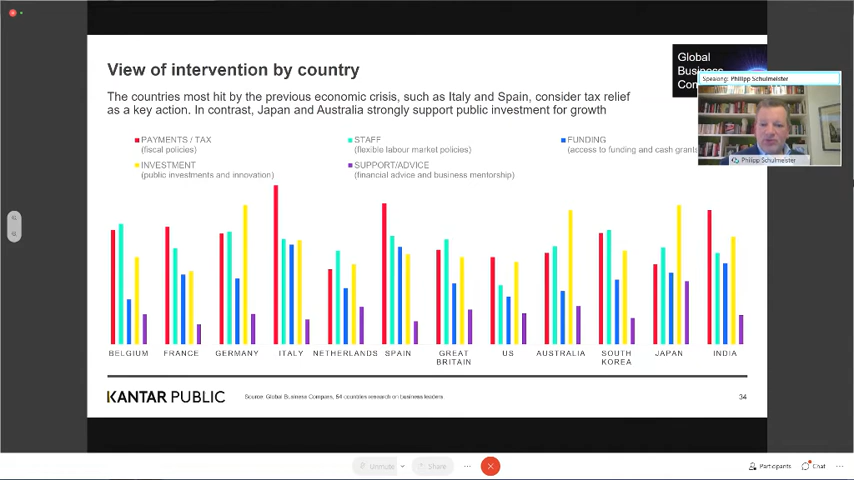 View of intervention by country
Global
Business
Com
Speaking: Philipp Schulmeister
The countries most hit by the previous economic crisis, such as Italy and Spain, consider tax relief
as a key action. In contrast, Japan and Australia strongly support public investment for growth
PAYMENTS / TAX
(fiscal policies)
STAFF
(flexible labour market policies)
FUNDING
(access to funding and cash grants
Philipp Schulmeister
INVESTMENT
(public investments and innovation)
SUPPORT/ADVICE
(financial advice and business mentorship)
BELGIUM FRANCE GERMANY ITALY NETHERLANDS SPAIN GREAT BRITAIN US AUSTRALIA SOUTH KOREA JAPAN INDIA
KANTAR PUBLIC
Source: Global Business Compass, 54 countries research on business leaders
34
Unmute
Share
Participants
Chat